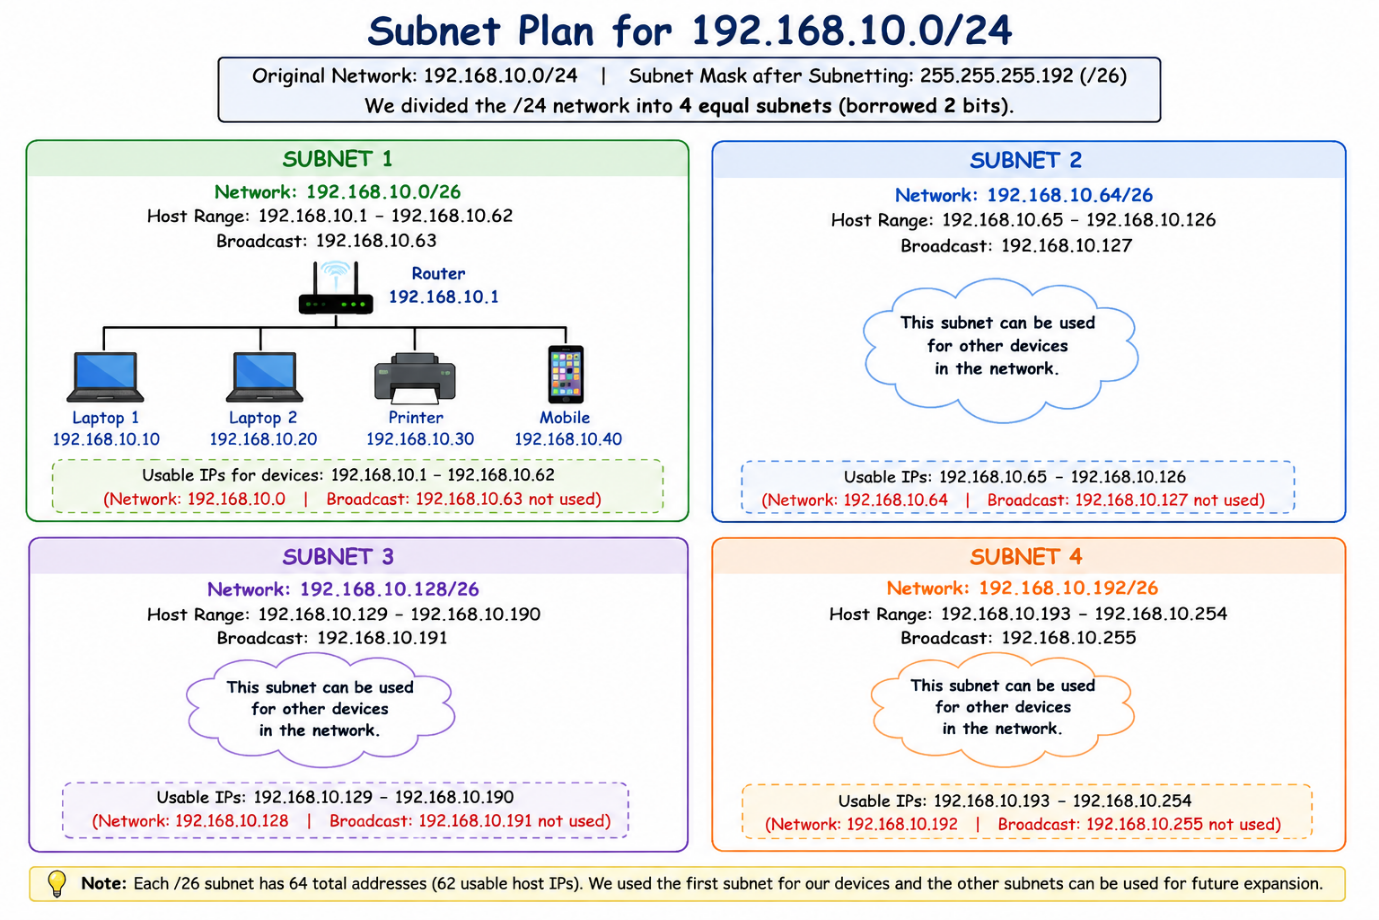 Subnet Plan for 192.168.10.0/24
Original Network: 192.168.10.0/24 | Subnet Mask after Subnetting: 255.255.255.192 (/26)
We divided the /24 network into 4 equal subnets (borrowed 2 bits).
SUBNET 1
Network: 192.168.10.0/26
Host Range: 192.168.10.1 – 192.168.10.62
Broadcast: 192.168.10.63
Router
192.168.10.1
Laptop 1
192.168.10.10
Laptop 2
192.168.10.20
Printer
192.168.10.30
Mobile
192.168.10.40
Usable IPs for devices: 192.168.10.1 – 192.168.10.62
(Network: 192.168.10.0 | Broadcast: 192.168.10.63 not used)
SUBNET 2
Network: 192.168.10.64/26
Host Range: 192.168.10.65 – 192.168.10.126
Broadcast: 192.168.10.127
This subnet can be used
for other devices
in the network.
Usable IPs: 192.168.10.65 – 192.168.10.126
(Network: 192.168.10.64 | Broadcast: 192.168.10.127 not used)
SUBNET 3
Network: 192.168.10.128/26
Host Range: 192.168.10.129 – 192.168.10.190
Broadcast: 192.168.10.191
This subnet can be used
for other devices
in the network.
Usable IPs: 192.168.10.129 – 192.168.10.190
(Network: 192.168.10.128 | Broadcast: 192.168.10.191 not used)
SUBNET 4
Network: 192.168.10.192/26
Host Range: 192.168.10.193 – 192.168.10.254
Broadcast: 192.168.10.255
This subnet can be used
for other devices
in the network.
Usable IPs: 192.168.10.193 – 192.168.10.254
(Network: 192.168.10.192 | Broadcast: 192.168.10.255 not used)
Note: Each /26 subnet has 64 total addresses (62 usable host IPs). We used the first subnet for our devices and the other subnets can be used for future expansion.